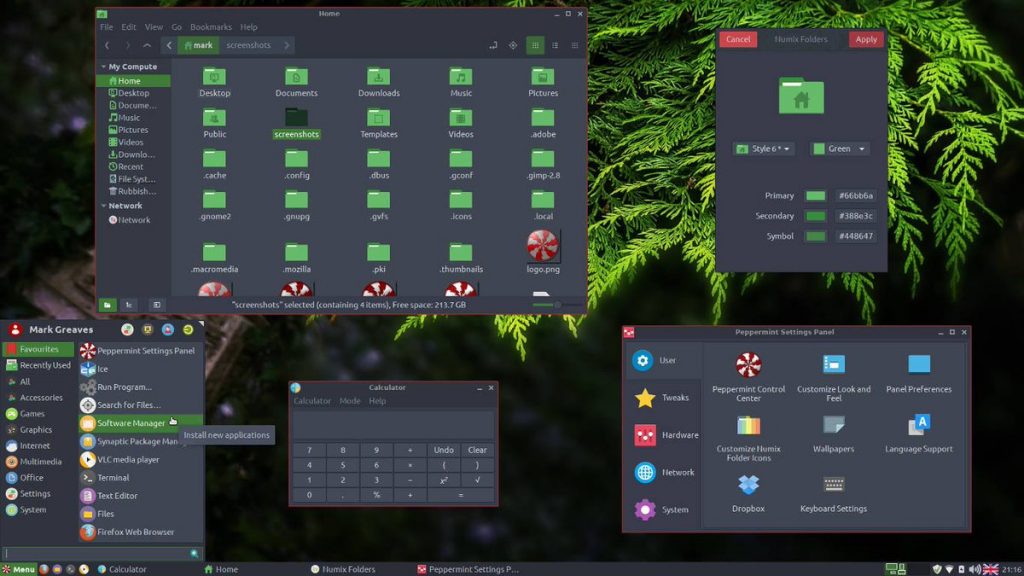 Home
File Edit View Go Bookmarks Help
mark screenshots
My Compute
Home
Desktop
Docume...
Music
Pictures
Videos
Downlo...
Recent
File Syst...
Rubbish...
Network
Network
Desktop Documents Downloads Music Pictures
Public screenshots Templates Videos .adobe
.cache .config .dbus .gconf .gimp-2.8
.gnome2 .gnupg .gvfs .icons .local
.macromedia .mozilla .pki .thumbnails logo.png
"screenshots" selected (containing 4 items), Free space: 213.7 GB
Cancel Numix Folders Apply
Style 6* Green
Primary #66bb6a
Secondary #388e3c
Symbol #448647
Mark Greaves
Favourites
Recently Used
All
Accessories
Games
Graphics
Internet
Multimedia
Office
Settings
System
Peppermint Settings Panel
Ice
Run Program...
Search for Files...
Software Manager
Synaptic Package Man
Install new applications
VLC media player
Terminal
Text Editor
Files
Firefox Web Browser
Calculator
Calculator Mode Help
7 8 9 ÷ Undo Clear
4 5 6 × ( )
1 2 3 − x² √
0 . % + =
Peppermint Settings Panel
User
Tweaks
Hardware
Network
System
Peppermint Control Center
Customize Look and Feel
Panel Preferences
Customize Numix Folder Icons
Wallpapers
Language Support
Dropbox
Keyboard Settings
Menu Calculator Home Numix Folders Peppermint Settings P... 21:16